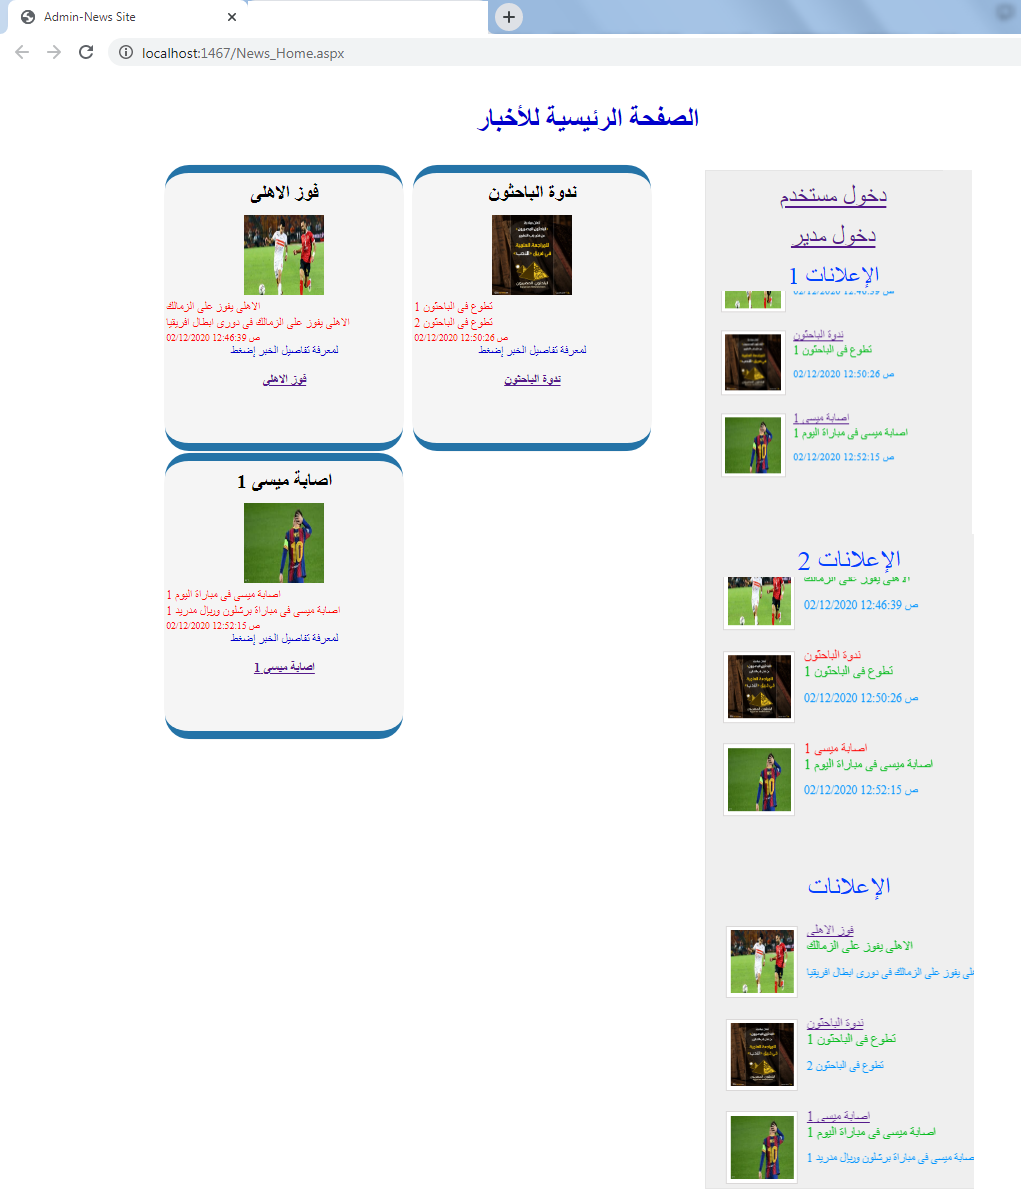 Admin-News Site
localhost:1467/News_Home.aspx
الصفحة الرئيسية للأخبار
فوز الاهلى
الاهلى يفوز على الزمالك
الاهلى يفوز على الزمالك فى دورى ابطال افريقيا
02/12/2020 12:46:39 ص
لمعرفة تفاصيل الخبر إضغط
فوز الاهلى
ندوة الباحثون
تطوع فى الباحثون 1
تطوع فى الباحثون 2
02/12/2020 12:50:26 ص
لمعرفة تفاصيل الخبر إضغط
ندوة الباحثون
اصابة ميسى 1
اصابة ميسى فى مباراة اليوم 1
اصابة ميسى فى مباراة برشلون وريال مدريد 1
02/12/2020 12:52:15 ص
لمعرفة تفاصيل الخبر إضغط
اصابة ميسى 1
دخول مستخدم
دخول مدير
الإعلانات 1
02/12/2020 12:46:39 ص
ندوة الباحثون
تطوع فى الباحثون 1
02/12/2020 12:50:26 ص
اصابة ميسى 1
اصابة ميسى فى مباراة اليوم 1
02/12/2020 12:52:15 ص
الإعلانات 2
الاهلى يفوز على الزمالك
02/12/2020 12:46:39 ص
ندوة الباحثون
تطوع فى الباحثون 1
02/12/2020 12:50:26 ص
اصابة ميسى 1
اصابة ميسى فى مباراة اليوم 1
02/12/2020 12:52:15 ص
الإعلانات
فوز الاهلى
الاهلى يفوز على الزمالك
يفوز على الزمالك فى دورى ابطال افريقيا
ندوة الباحثون
تطوع فى الباحثون 1
تطوع فى الباحثون 2
اصابة ميسى 1
اصابة ميسى فى مباراة اليوم 1
صابة ميسى فى مباراة برشلون وريال مدريد 1